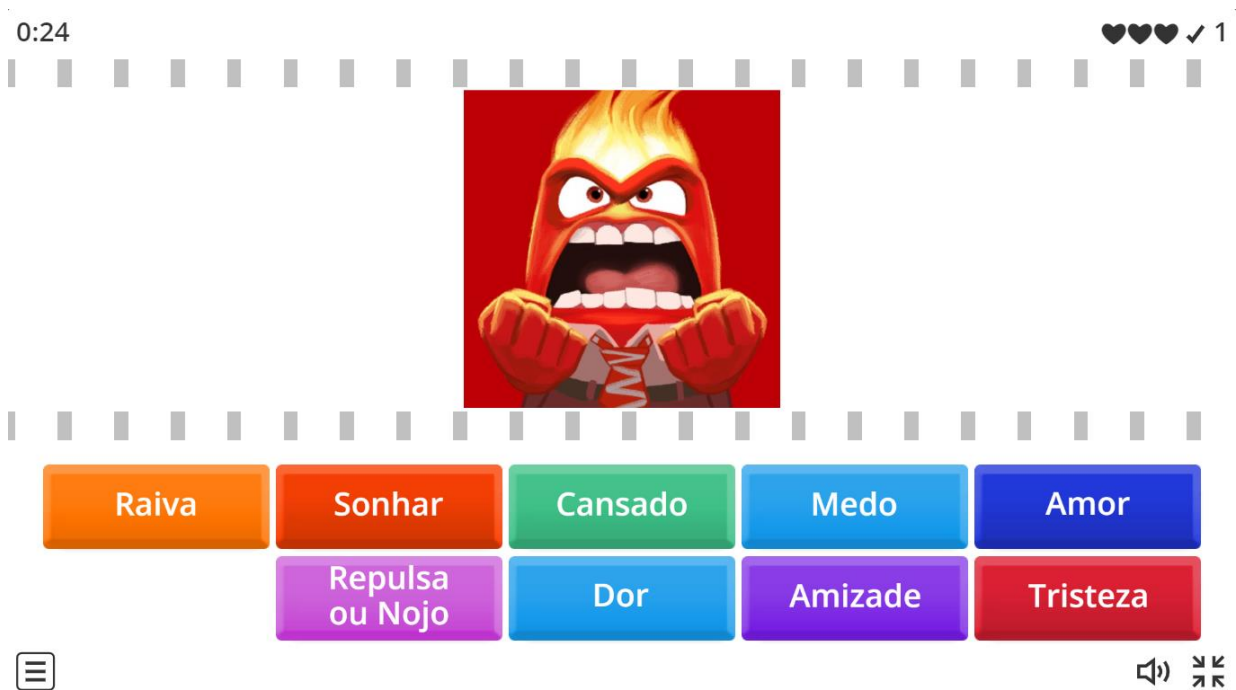 0:24
✓ 1
Raiva
Sonhar
Cansado
Medo
Amor
Repulsa
ou Nojo
Dor
Amizade
Tristeza